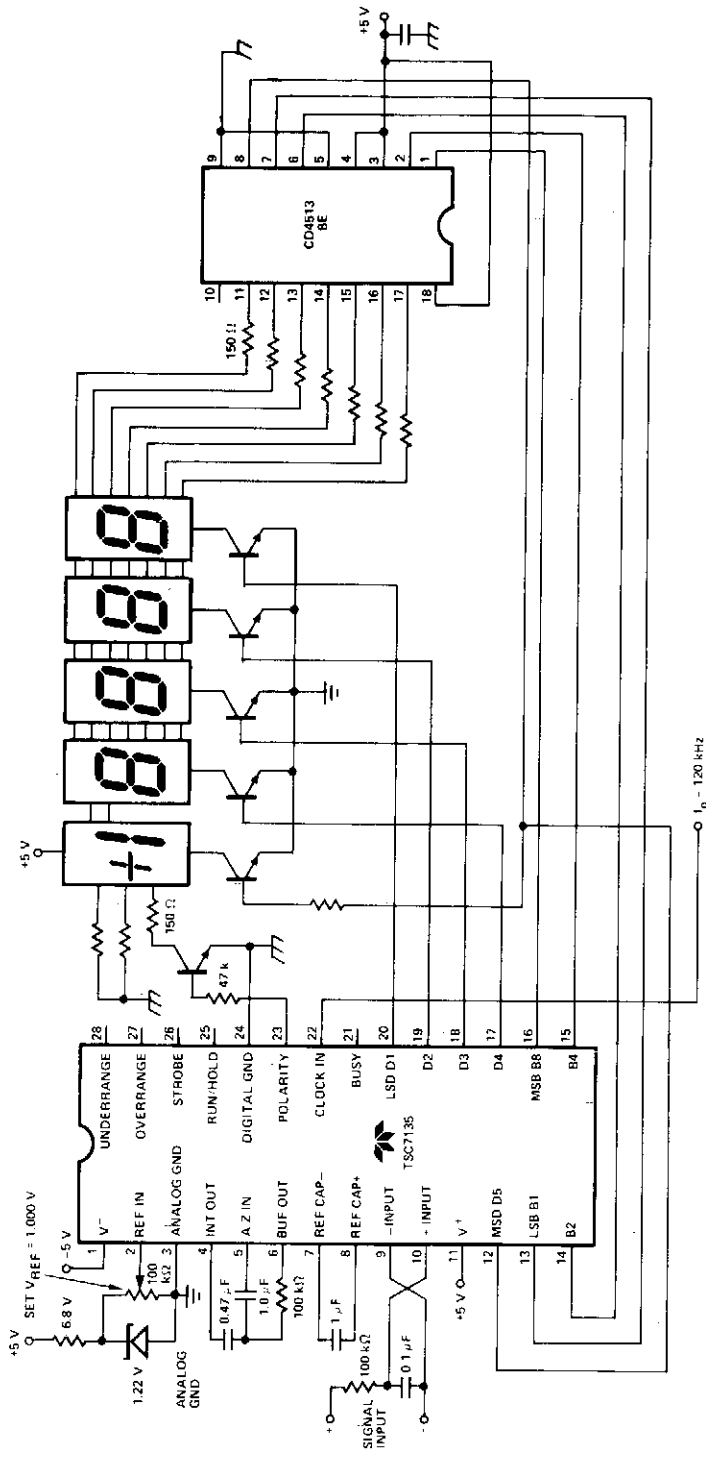 SET VREF = 1.000 V
+5 V
6.8 V
1.22 V
100 kΩ
ANALOG GND
-5 V
0.47 µF
1.0 µF
100 kΩ
1 µF
+
SIGNAL INPUT
-
100 kΩ
0.1 µF
+5 V
1 V-
2 REF IN
3 ANALOG GND
4 INT OUT
5 A Z IN
6 BUF OUT
7 REF CAP-
8 REF CAP+
9 -INPUT
10 + INPUT
11 V+
12 MSD D5
13 LSB B1
14 B2
TSC7135
UNDERRANGE 28
OVERRANGE 27
STROBE 26
RUN/HOLD 25
DIGITAL GND 24
POLARITY 23
CLOCK IN 22
BUSY 21
LSD D1 20
D2 19
D3 18
D4 17
MSB B8 16
B4 15
47 k
150 Ω
+5 V
+1 8 8 8 8
150 Ω
10
11
12
13
14
15
16
17
18
CD4513
BE
9
8
7
6
5
4
3
2
1
+5 V
120 kHz